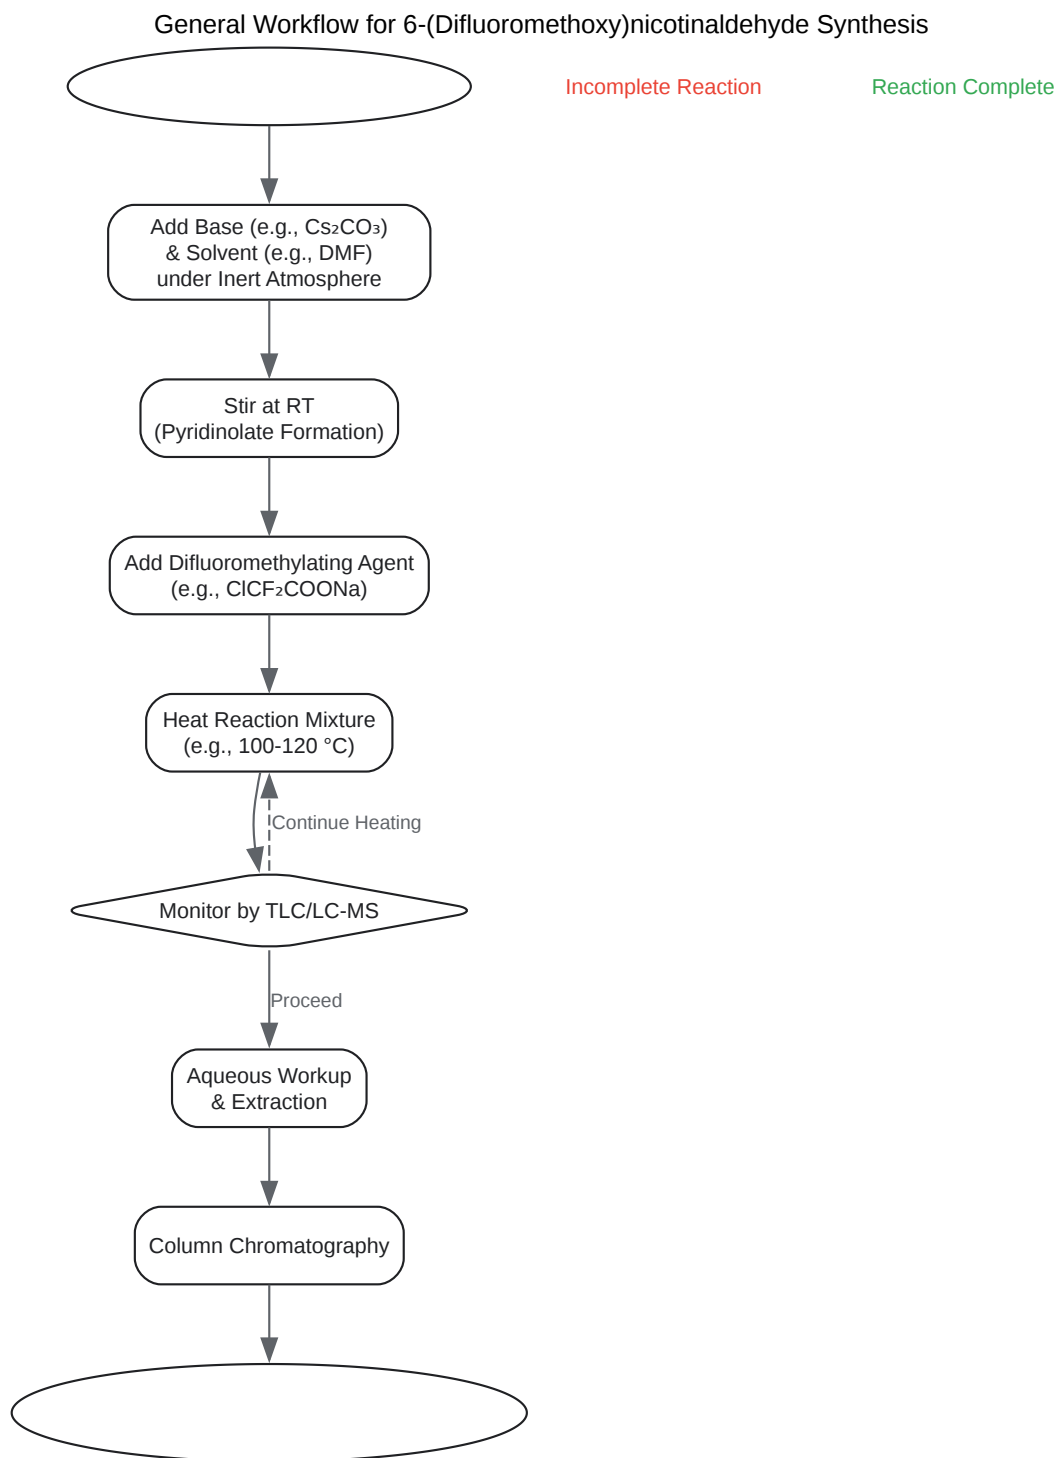 General Workflow for 6-(Difluoromethoxy)nicotinaldehyde Synthesis
Incomplete Reaction
Reaction Complete
Add Base (e.g., Cs₂CO₃)
& Solvent (e.g., DMF)
under Inert Atmosphere
Stir at RT
(Pyridinolate Formation)
Add Difluoromethylating Agent
(e.g., ClCF₂COONa)
Heat Reaction Mixture
(e.g., 100-120 °C)
Continue Heating
Monitor by TLC/LC-MS
Proceed
Aqueous Workup
& Extraction
Column Chromatography